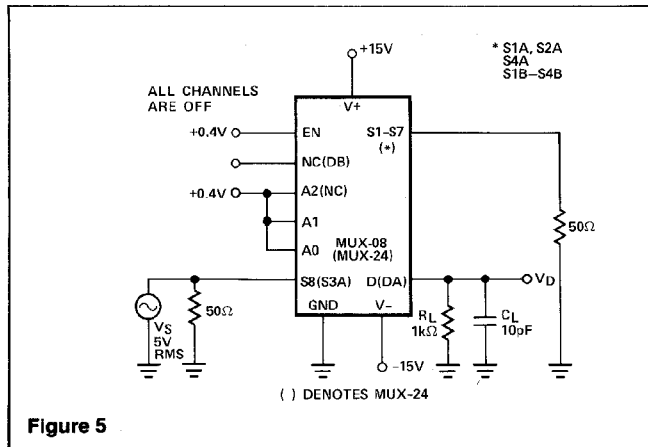 +15V
* S1A, S2A
S4A
S1B–S4B
ALL CHANNELS
ARE OFF
V+
+0.4V
EN
S1–S7
(*)
NC(DB)
+0.4V
A2(NC)
A1
50Ω
A0
MUX-08
(MUX-24)
S8(S3A)
D(DA)
VD
50Ω
GND
V–
RL
1kΩ
CL
10pF
VS
5V
RMS
–15V
( ) DENOTES MUX-24
Figure 5